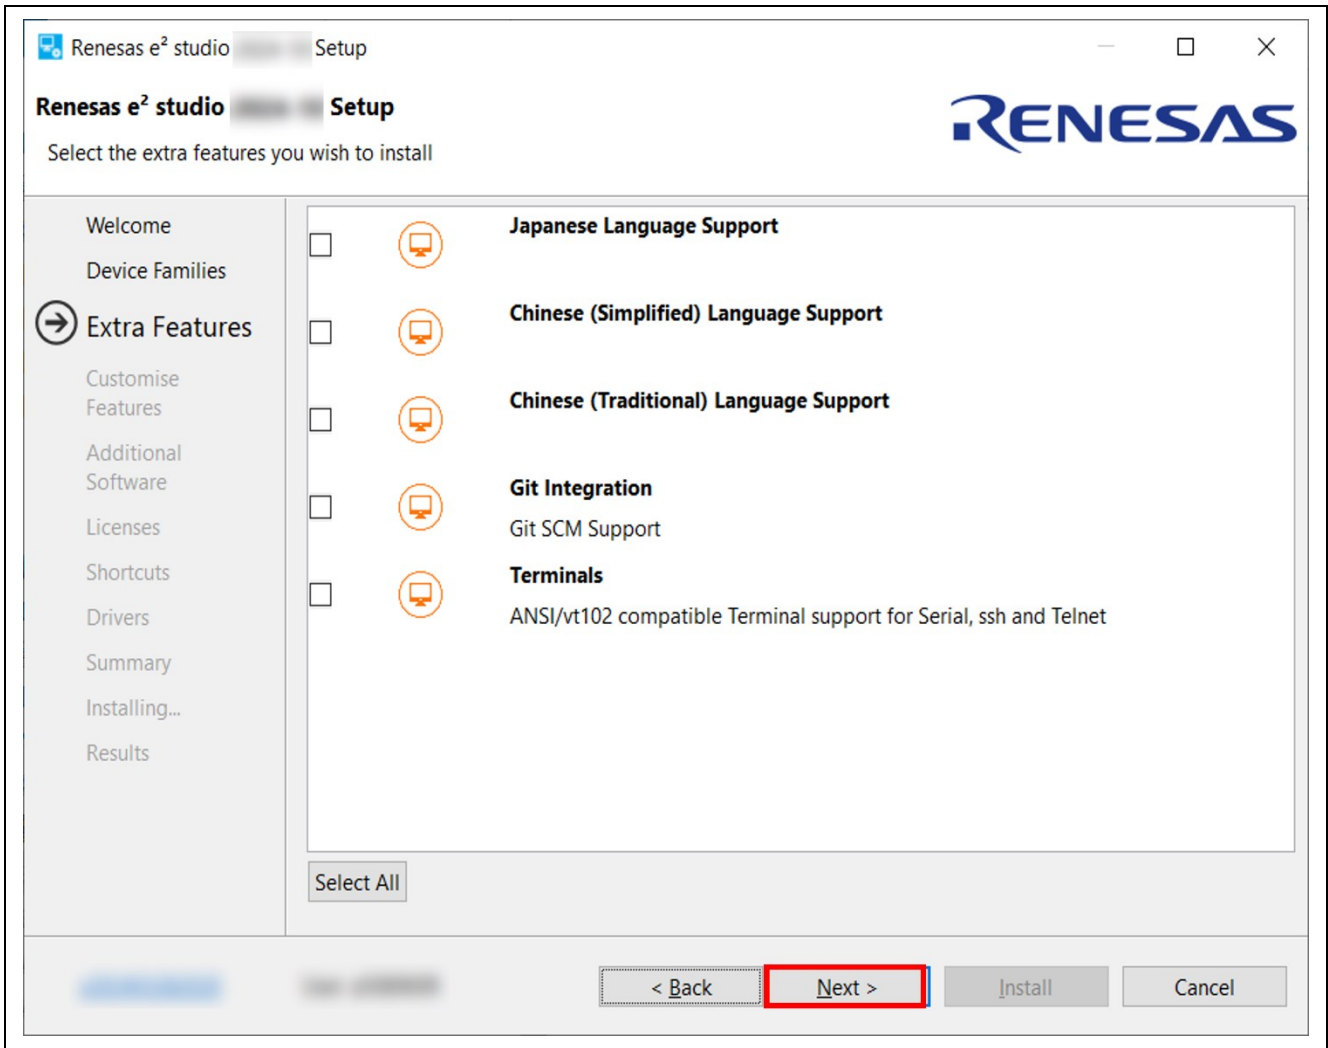 Renesas e² studio Setup
Renesas e² studio Setup
Select the extra features you wish to install
RENESAS
Welcome
Device Families
Extra Features
Customise
Features
Additional
Software
Licenses
Shortcuts
Drivers
Summary
Installing...
Results
Japanese Language Support
Chinese (Simplified) Language Support
Chinese (Traditional) Language Support
Git Integration
Git SCM Support
Terminals
ANSI/vt102 compatible Terminal support for Serial, ssh and Telnet
Select All
< Back Next > Install Cancel